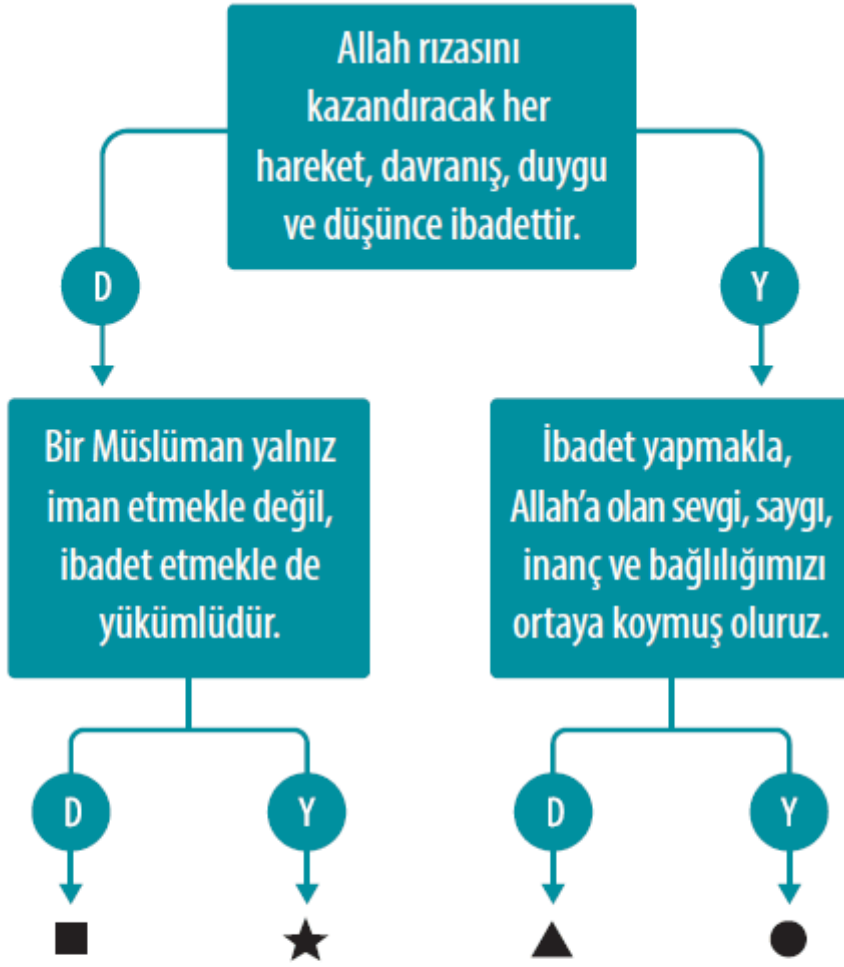 Allah rızasını
kazandıracak her
hareket, davranış, duygu
ve düşünce ibadettir.
D
Y
Bir Müslüman yalnız
iman etmekle değil,
ibadet etmekle de
yükümlüdür.
İbadet yapmakla,
Allah’a olan sevgi, saygı,
inanç ve bağlılığımızı
ortaya koymuş oluruz.
D
Y
D
Y